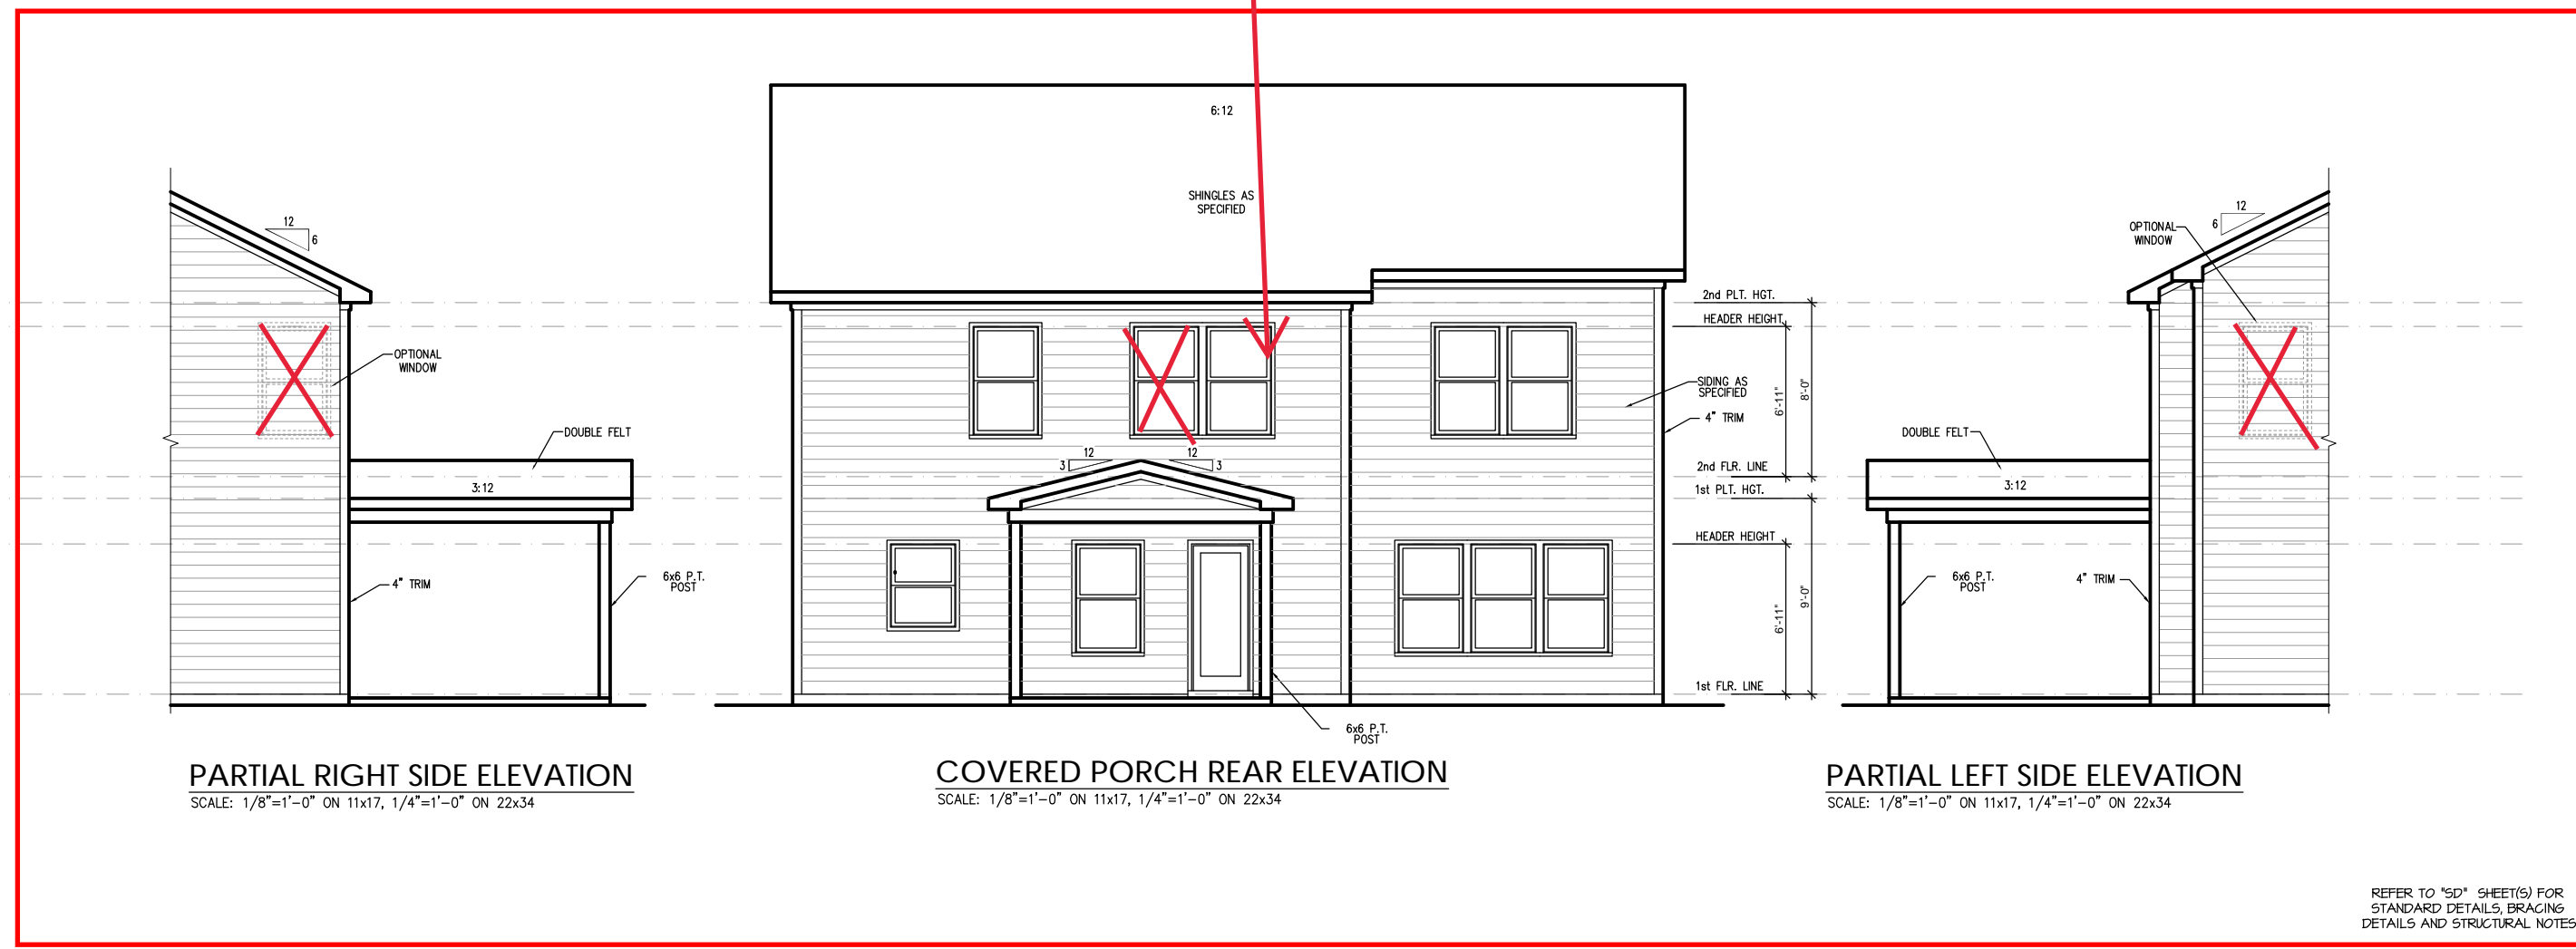 6:12
SHINGLES AS
SPECIFIED
12
6
OPTIONAL
WINDOW
DOUBLE FELT
3:12
4" TRIM
6x6 P.T.
POST
PARTIAL RIGHT SIDE ELEVATION
SCALE: 1/8"=1'-0" ON 11x17, 1/4"=1'-0" ON 22x34
12
3
12
3
6x6 P.T.
POST
COVERED PORCH REAR ELEVATION
SCALE: 1/8"=1'-0" ON 11x17, 1/4"=1'-0" ON 22x34
2nd PLT. HGT.
HEADER HEIGHT
SIDING AS
SPECIFIED
4" TRIM
6'-11"
8'-0"
2nd FLR. LINE
1st PLT. HGT.
HEADER HEIGHT
6'-11"
9'-0"
1st FLR. LINE
12
6
OPTIONAL
WINDOW
DOUBLE FELT
3:12
6x6 P.T.
POST
4" TRIM
PARTIAL LEFT SIDE ELEVATION
SCALE: 1/8"=1'-0" ON 11x17, 1/4"=1'-0" ON 22x34
REFER TO "SD" SHEET(S) FOR
STANDARD DETAILS, BRACING
DETAILS AND STRUCTURAL NOTES